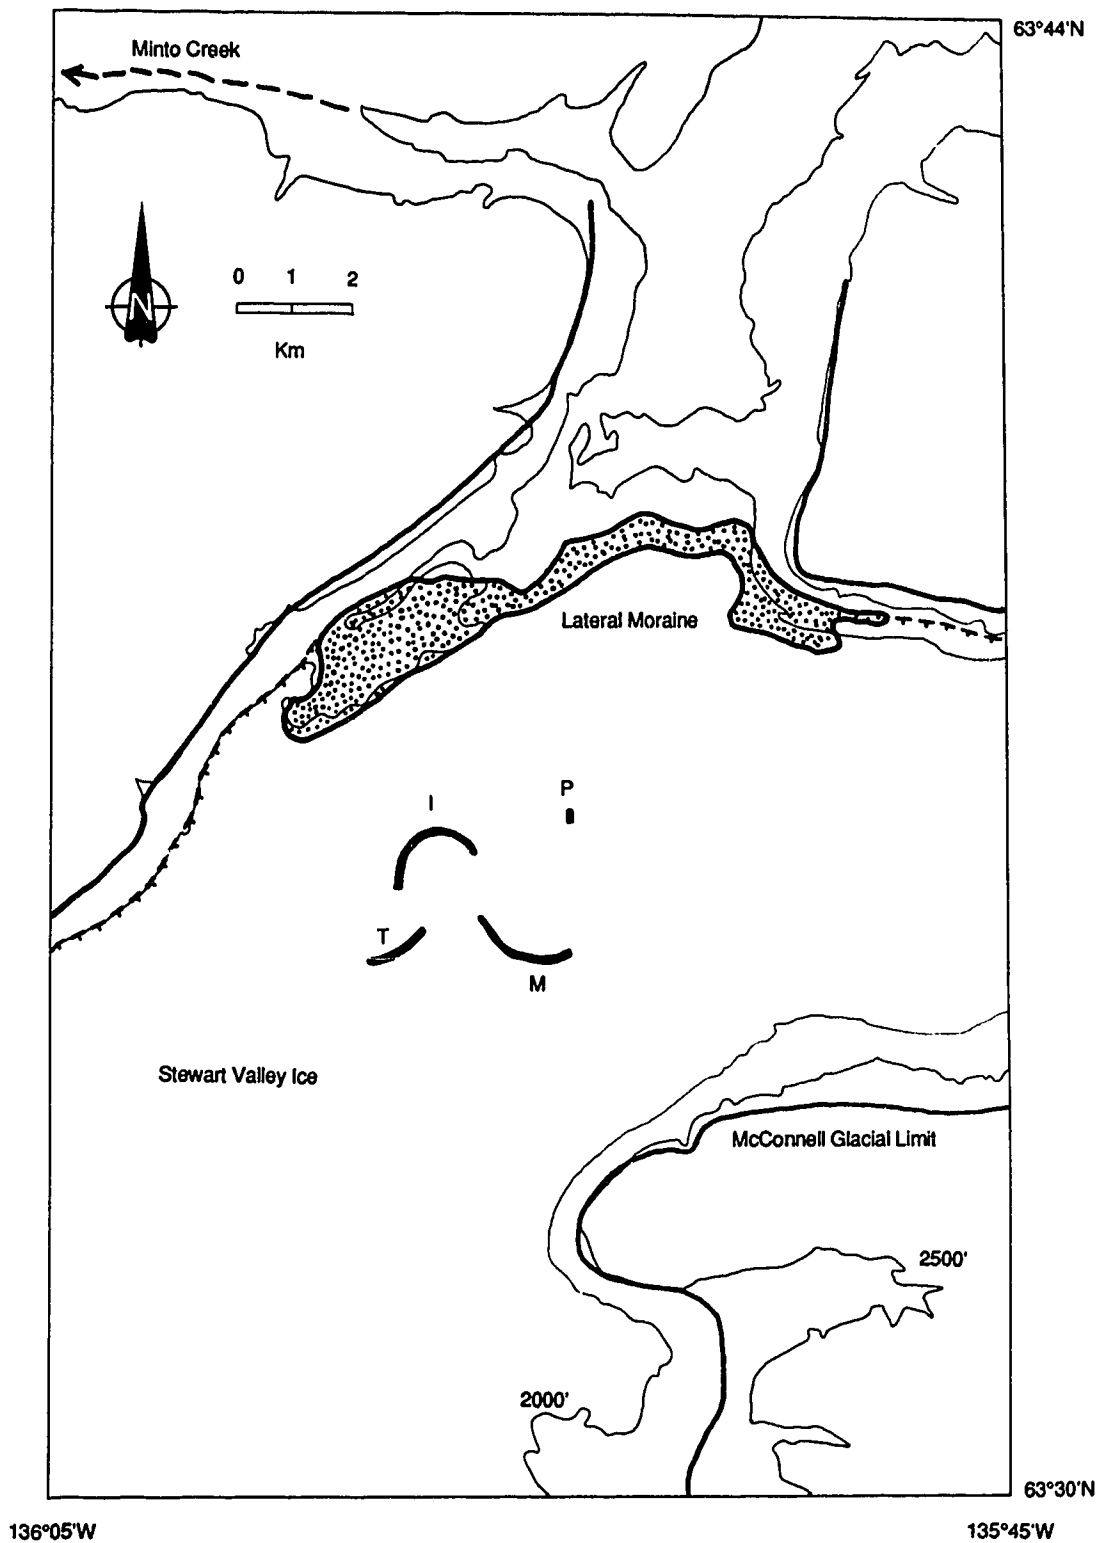 63°44'N
Minto Creek
N
0 1 2
Km
Lateral Moraine
P
I
T
M
Stewart Valley Ice
McConnell Glacial Limit
2500'
2000'
63°30'N
136°05'W
135°45'W